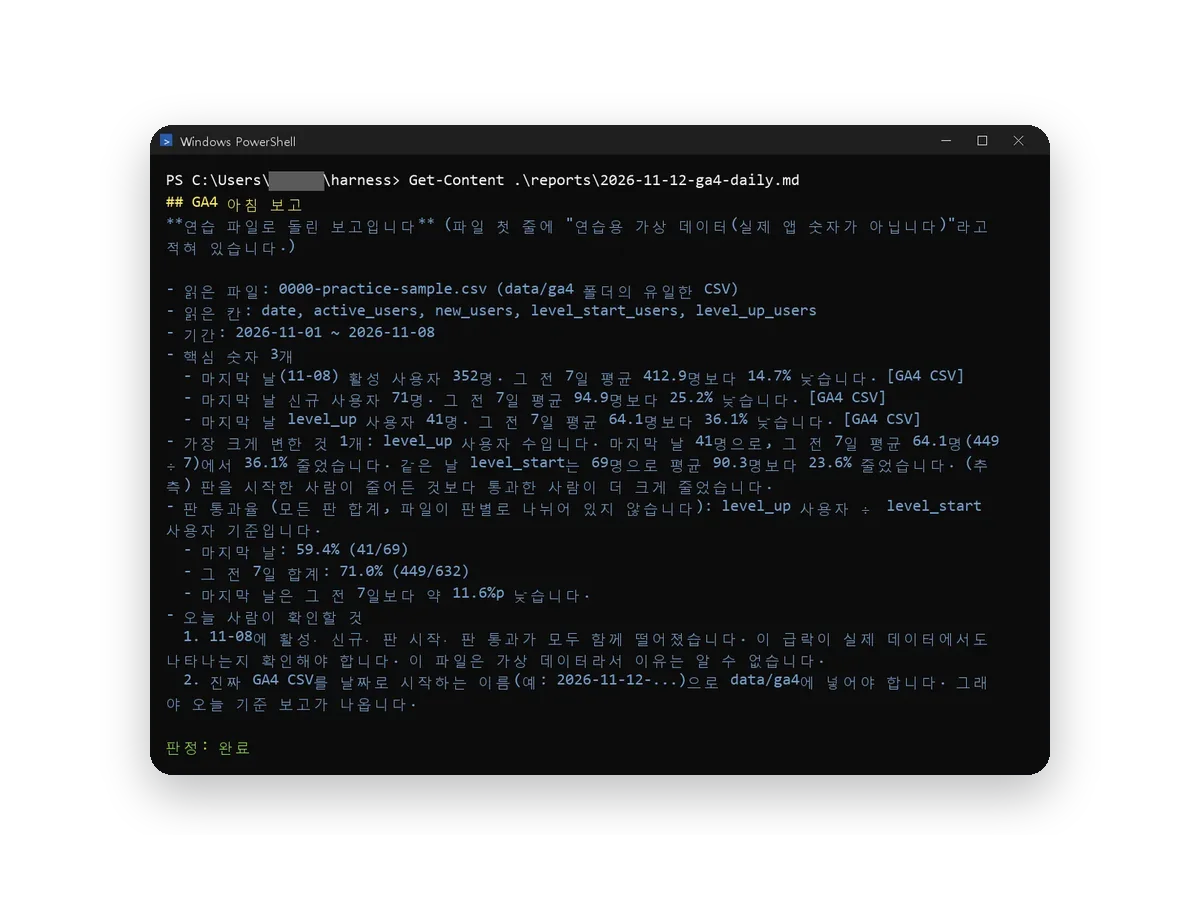 Windows PowerShell
PS C:\Users\ \harness> Get-Content .\reports\2026-11-12-ga4-daily.md
## GA4 아침 보고
**연습 파일로 돌린 보고입니다** (파일 첫 줄에 "연습용 가상 데이터(실제 앱 숫자가 아닙니다)"라고
적혀 있습니다.)
- 읽은 파일: 0000-practice-sample.csv (data/ga4 폴더의 유일한 CSV)
- 읽은 칸: date, active_users, new_users, level_start_users, level_up_users
- 기간: 2026-11-01 ~ 2026-11-08
- 핵심 숫자 3개
- 마지막 날(11-08) 활성 사용자 352명. 그 전 7일 평균 412.9명보다 14.7% 낮습니다. [GA4 CSV]
- 마지막 날 신규 사용자 71명. 그 전 7일 평균 94.9명보다 25.2% 낮습니다. [GA4 CSV]
- 마지막 날 level_up 사용자 41명. 그 전 7일 평균 64.1명보다 36.1% 낮습니다. [GA4 CSV]
- 가장 크게 변한 것 1개: level_up 사용자 수입니다. 마지막 날 41명으로, 그 전 7일 평균 64.1명(449
÷ 7)에서 36.1% 줄었습니다. 같은 날 level_start는 69명으로 평균 90.3명보다 23.6% 줄었습니다. (추
측) 판을 시작한 사람이 줄어든 것보다 통과한 사람이 더 크게 줄었습니다.
- 판 통과율 (모든 판 합계, 파일이 판별로 나뉘어 있지 않습니다): level_up 사용자 ÷ level_start
사용자 기준입니다.
- 마지막 날: 59.4% (41/69)
- 그 전 7일 합계: 71.0% (449/632)
- 마지막 날은 그 전 7일보다 약 11.6%p 낮습니다.
- 오늘 사람이 확인할 것
1. 11-08에 활성·신규·판 시작·판 통과가 모두 함께 떨어졌습니다. 이 급락이 실제 데이터에서도
나타나는지 확인해야 합니다. 이 파일은 가상 데이터라서 이유는 알 수 없습니다.
2. 진짜 GA4 CSV를 날짜로 시작하는 이름(예: 2026-11-12-...)으로 data/ga4에 넣어야 합니다. 그래
야 오늘 기준 보고가 나옵니다.
판정: 완료